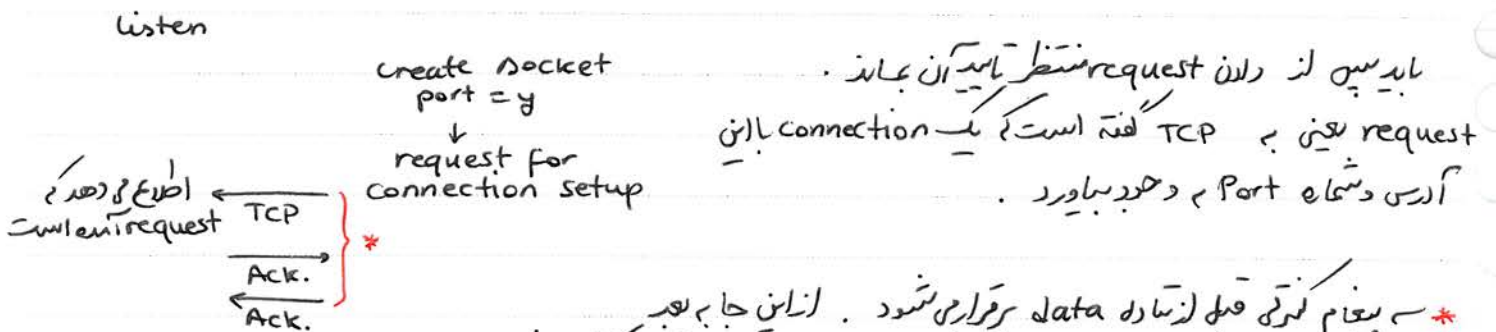 listen
create socket
port = y
↓
request for
connection setup
اطلاع می دهد که
request آمده است
TCP
Ack.
Ack.
*
باید پس از دادن request منتظر تایید آن بماند .
request یعنی به TCP گفته است که یک connection با این
آدرس و شماره Port به وجود بیاورد .
* سه پیغام کنترلی قبل از تبادل data برقرار می شود . از این جا به بعد